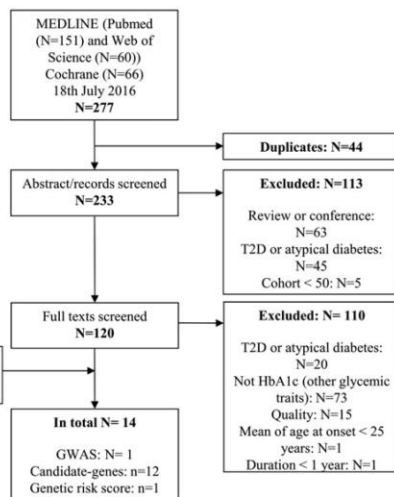 MEDLINE (Pubmed
(N=151) and Web of
Science (N=60))
Cochrane (N=66)
18th July 2016
N=277
Duplicates: N=44
Abstract/records screened
N=233
Excluded: N=113
Review or conference:
N=63
T2D or atypical diabetes:
N=45
Cohort < 50: N=5
Full texts screened
N=120
Excluded: N= 110
T2D or atypical diabetes:
N=20
Not HbA1c (other glycemic
traits): N=73
Quality: N=15
Mean of age at onset < 25
years: N=1
Duration < 1 year: N=1
In total N= 14
GWAS: N= 1
Candidate-genes: n=12
Genetic risk score: n=1